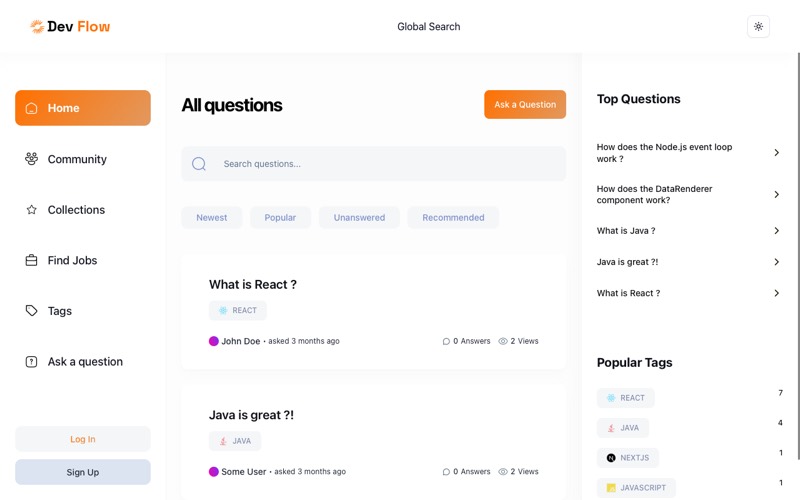 Dev Flow
Global Search
Home
Community
Collections
Find Jobs
Tags
Ask a question
Log In
Sign Up
All questions
Ask a Question
Search questions...
Newest
Popular
Unanswered
Recommended
What is React ?
REACT
John Doe • asked 3 months ago
0 Answers
2 Views
Java is great ?!
JAVA
Some User • asked 3 months ago
0 Answers
2 Views
Top Questions
How does the Node.js event loop
work ?
How does the DataRenderer
component work?
What is Java ?
Java is great ?!
What is React ?
Popular Tags
REACT
7
JAVA
4
NEXTJS
1
JAVASCRIPT
1